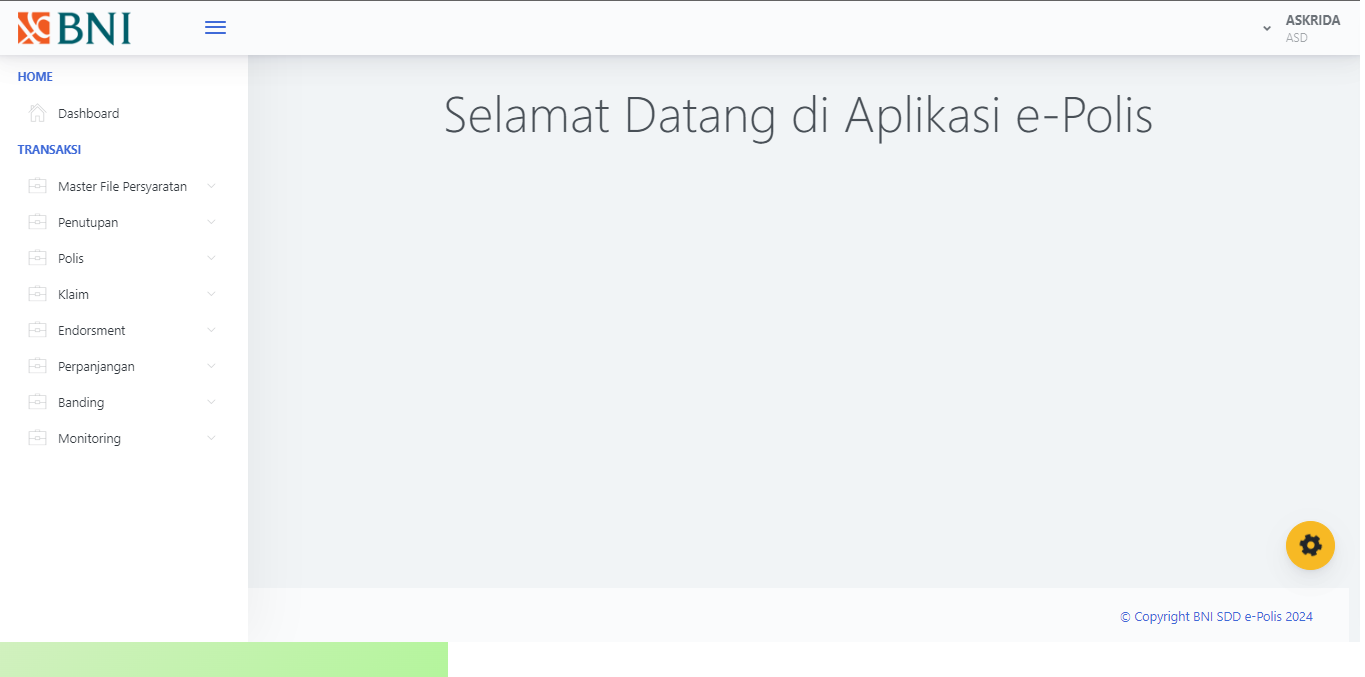 BNI
ASKRIDA
ASD
HOME
Dashboard
TRANSAKSI
Master File Persyaratan
Penutupan
Polis
Klaim
Endorsment
Perpanjangan
Banding
Monitoring
Selamat Datang di Aplikasi e-Polis
© Copyright BNI SDD e-Polis 2024